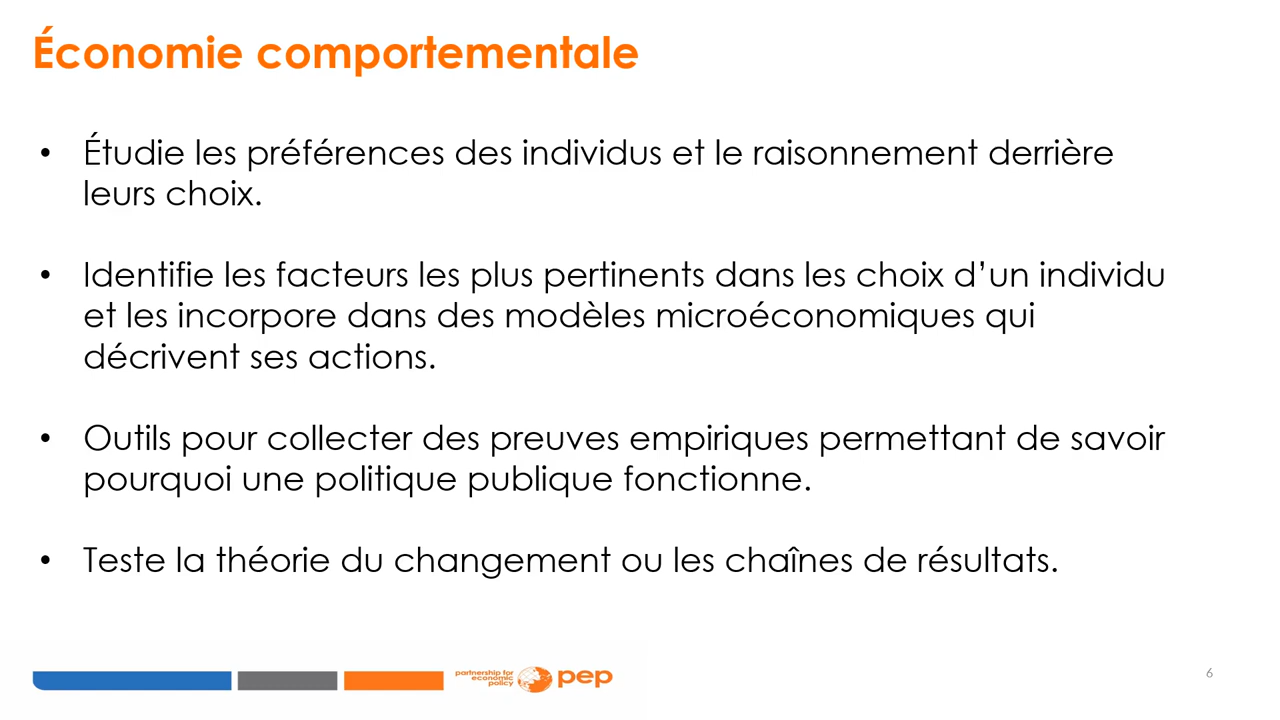 Économie comportementale
• Étudie les préférences des individus et le raisonnement derrière
leurs choix.
• Identifie les facteurs les plus pertinents dans les choix d’un individu
et les incorpore dans des modèles microéconomiques qui
décrivent ses actions.
• Outils pour collecter des preuves empiriques permettant de savoir
pourquoi une politique publique fonctionne.
• Teste la théorie du changement ou les chaînes de résultats.
partnership for
economic
policy
pep
6